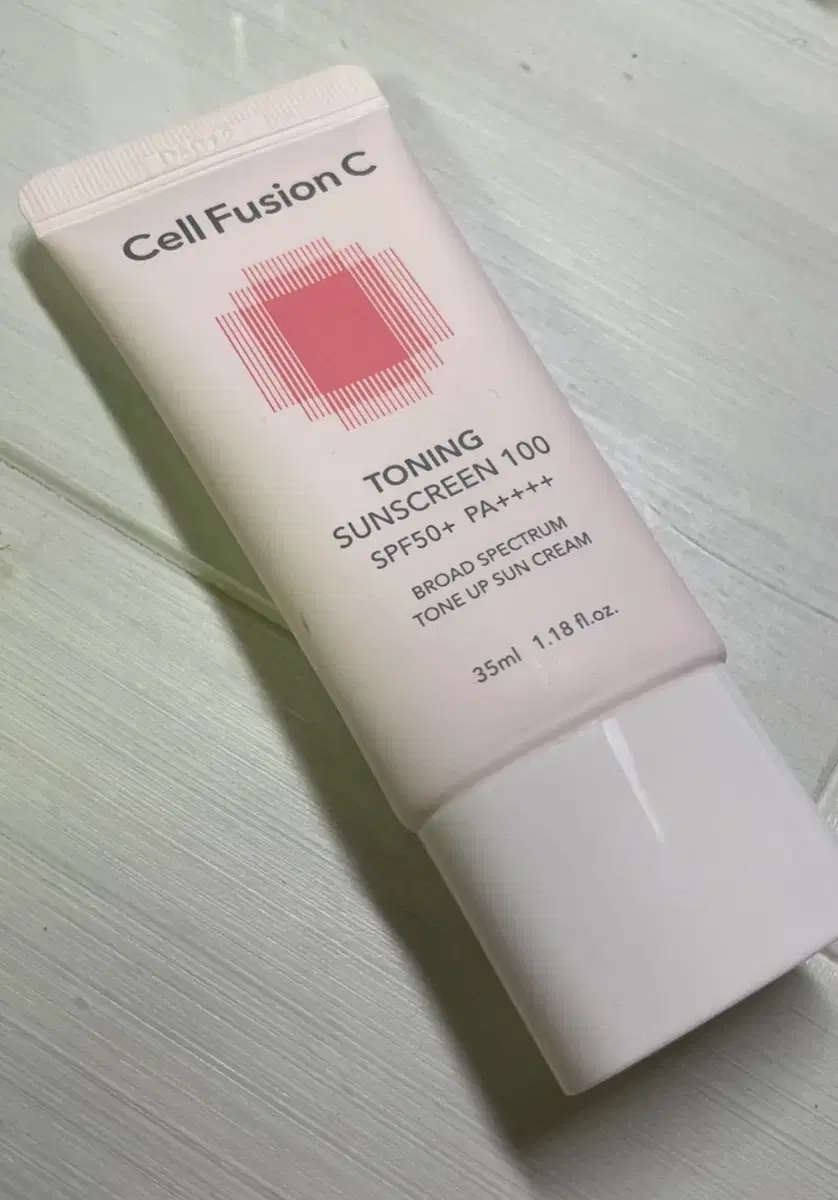 Cell Fusion C
TONING
SUNSCREEN 100
SPF50+ PA++++
BROAD SPECTRUM
TONE UP SUN CREAM
35ml 1.18 fl.oz.